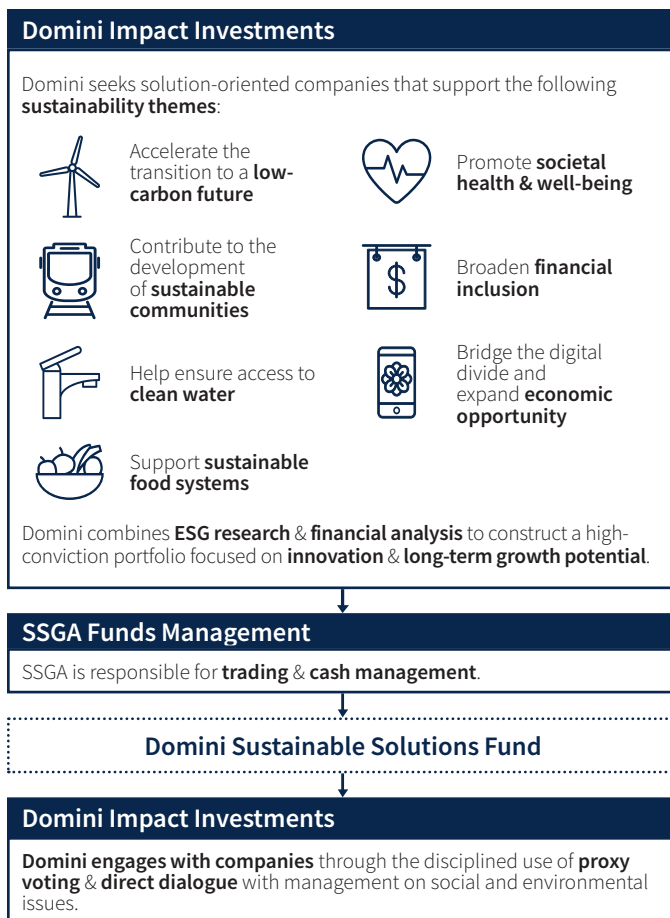 Domini Impact Investments
Domini seeks solution-oriented companies that support the following
sustainability themes:
Accelerate the
transition to a low-
carbon future
Promote societal
health & well-being
Contribute to the
development
of sustainable
communities
$
Broaden financial
inclusion
Help ensure access to
clean water
Bridge the digital
divide and
expand economic
opportunity
Support sustainable
food systems
Domini combines ESG research & financial analysis to construct a high-
conviction portfolio focused on innovation & long-term growth potential.
SSGA Funds Management
SSGA is responsible for trading & cash management.
Domini Sustainable Solutions Fund
Domini Impact Investments
Domini engages with companies through the disciplined use of proxy
voting & direct dialogue with management on social and environmental
issues.